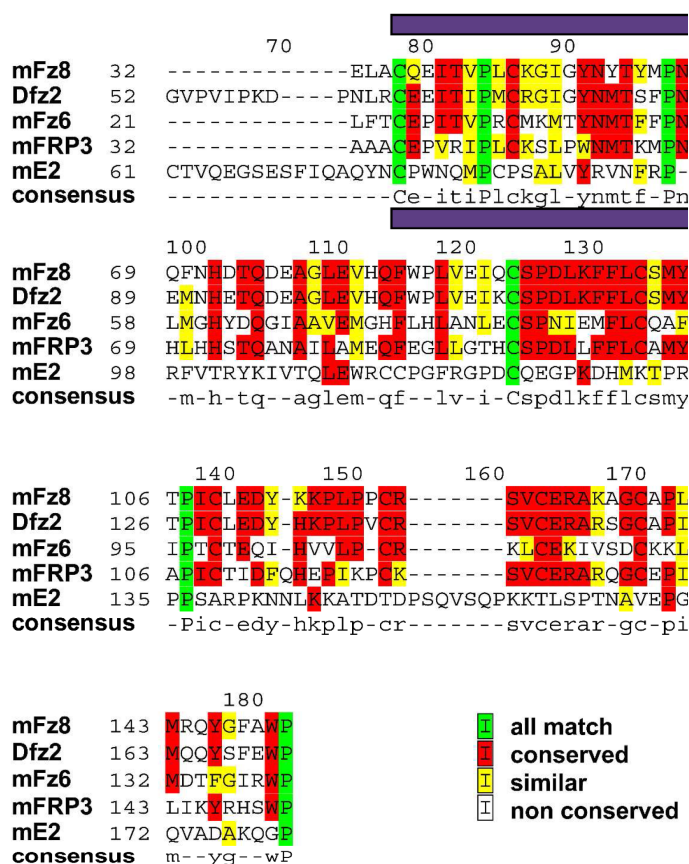 70 80 90
mFz8 32 -------------ELACQEITVPLCKGIGYNYTYMPN
Dfz2 52 GVPVIPKD----PNLRCEEITIPMCRGIGYNMTSFPN
mFz6 21 -------------LFTCEPITVPRCMKMTYNMTFFPN
mFRP3 32 -------------AAACEPVRIPLCKSLPWNMTKMPN
mE2 61 CTVQEGSESFIQAQYNCPWNQMPCPSALVYRVNFRP-
consensus ----------------Ce-itiPlckgl-ynmtf-Pn
100 110 120 130
mFz8 69 QFNHDTQDEAGLEVHQFWPLVEIQCSPDLKFFLCSMY
Dfz2 89 EMNHETQDEAGLEVHQFWPLVEIKCSPDLKFFLCSMY
mFz6 58 LMGHYDQGIAAVEMGHFLHLANLECSPNIEMFLCQAF
mFRP3 69 HLHHSTQANAILAMEQFEGLLGTHCSPDLLFFLCAMY
mE2 98 RFVTRYKIVTQLEWRCCPGFRGPDCQEGPKDHMKTPR
consensus -m-h-tq--aglem-qf--lv-i-Cspdlkfflcsmy
140 150 160 170
mFz8 106 TPICLEDY-KKPLPPCR-------SVCERAKAGCAPL
Dfz2 126 TPICLEDY-HKPLPVCR-------SVCERARSGCAPI
mFz6 95 IPTCTEQI-HVVLP-CR-------KLCEKIVSDCKKL
mFRP3 106 APICTIDFQHEPIKPCK-------SVCERARQGCEPI
mE2 135 PPSARPKNNLKKATDTDPSQVSQPKKTLSPTNAVEPG
consensus -Pic-edy-hkplp-cr-------svcerar-gc-pi
180
mFz8 143 MRQYGFAWP
Dfz2 163 MQQYSFEWP
mFz6 132 MDTFGIRWP
mFRP3 143 LIKYRHSWP
mE2 172 QVADAKQGP
consensus m--yg--wP
I all match
I conserved
I similar
I non conserved